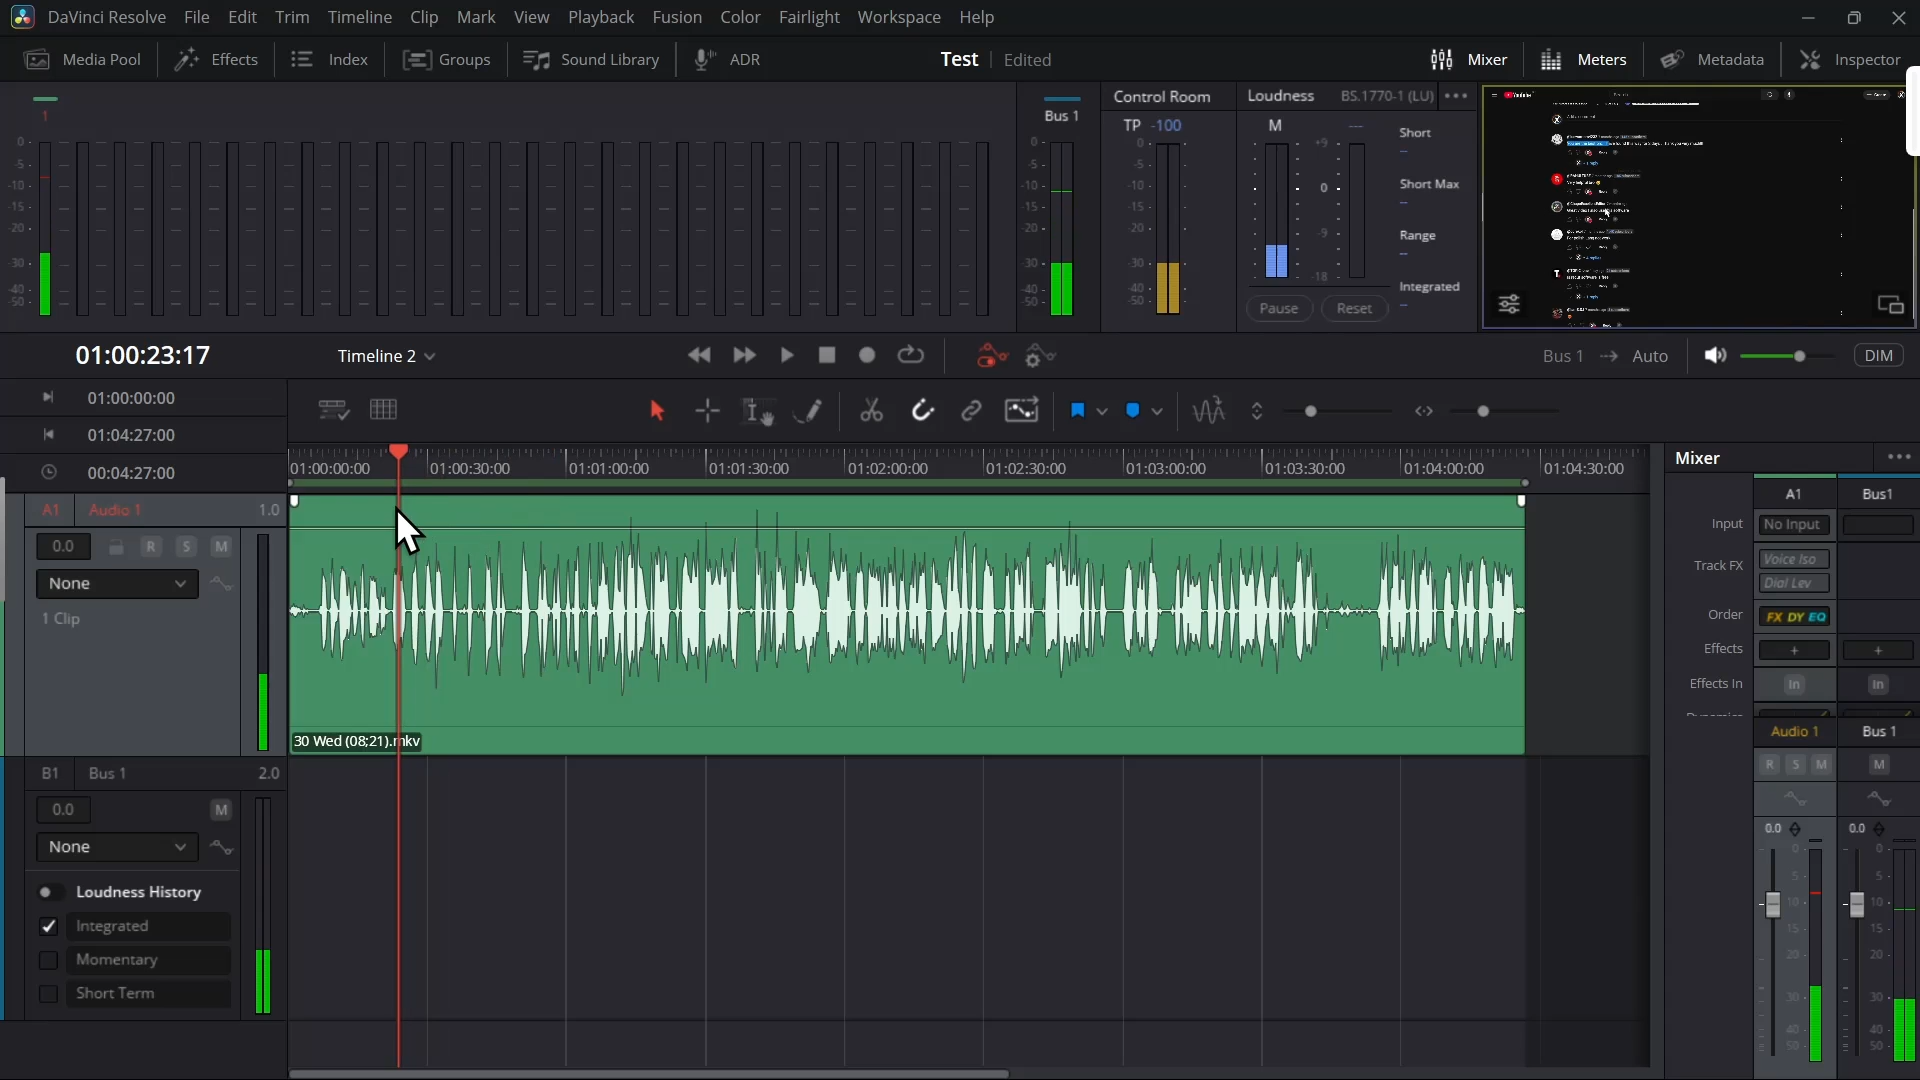 DaVinci Resolve File Edit Trim Timeline Clip Mark View Playback Fusion Color Fairlight Workspace Help
Media Pool Effects Index Groups Sound Library ADR Test Edited Mixer Meters Metadata Inspector
1 Bus 1 Control Room Loudness BS.1770-1 (LU)
TP -100 M
0 -5 -10 -15 -20 -30 -40 -50
0 -5 -10 -15 -20 -30 -40 -50
0 -10 -20 -30 -40 -50
+9 0 -9 -18
Short
Short Max
Range
Integrated
Pause Reset
01:00:23:17 Timeline 2 Bus 1 Auto DIM
01:00:00:00
01:04:27:00
00:04:27:00
01:00:00:00 01:00:30:00 01:01:00:00 01:01:30:00 01:02:00:00 01:02:30:00 01:03:00:00 01:03:30:00 01:04:00:00 01:04:30:00
A1 Audio 1 1.0
0.0 R S M
None
1 Clip
30 Wed (08;21).mkv
B1 Bus 1 2.0
0.0 M
None
Loudness History
Integrated
Momentary
Short Term
Mixer
A1 Bus1
Input No Input
Track FX Voice Iso
Dial Lev
Order FX DY EQ
Effects + +
Effects In In In
Audio 1 Bus 1
R S M M
0.0 0.0
0 5 10 15 20 30 40 50
0 5 10 15 20 30 40 50